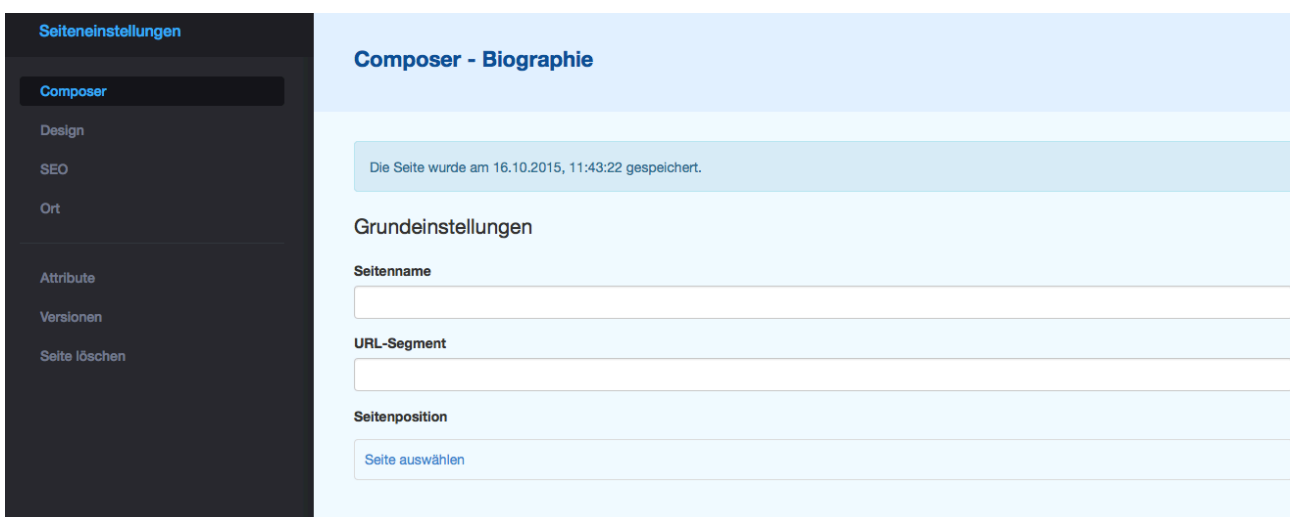 Seiteneinstellungen
Composer
Design
SEO
Ort
Attribute
Versionen
Seite löschen
Composer - Biographie
Die Seite wurde am 16.10.2015, 11:43:22 gespeichert.
Grundeinstellungen
Seitenname
URL-Segment
Seitenposition
Seite auswählen